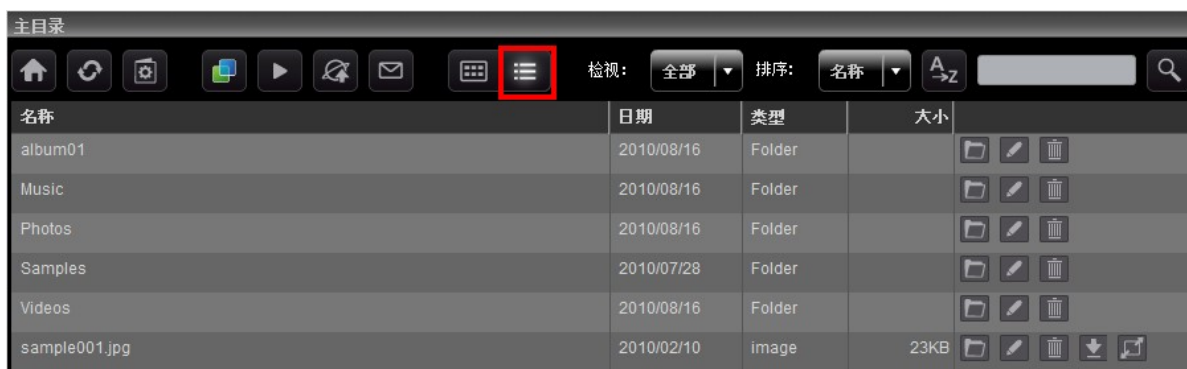 主目录
检视: 全部 排序: 名称 A→Z
名称 日期 类型 大小
album01 2010/08/16 Folder
Music 2010/08/16 Folder
Photos 2010/08/16 Folder
Samples 2010/07/28 Folder
Videos 2010/08/16 Folder
sample001.jpg 2010/02/10 image 23KB